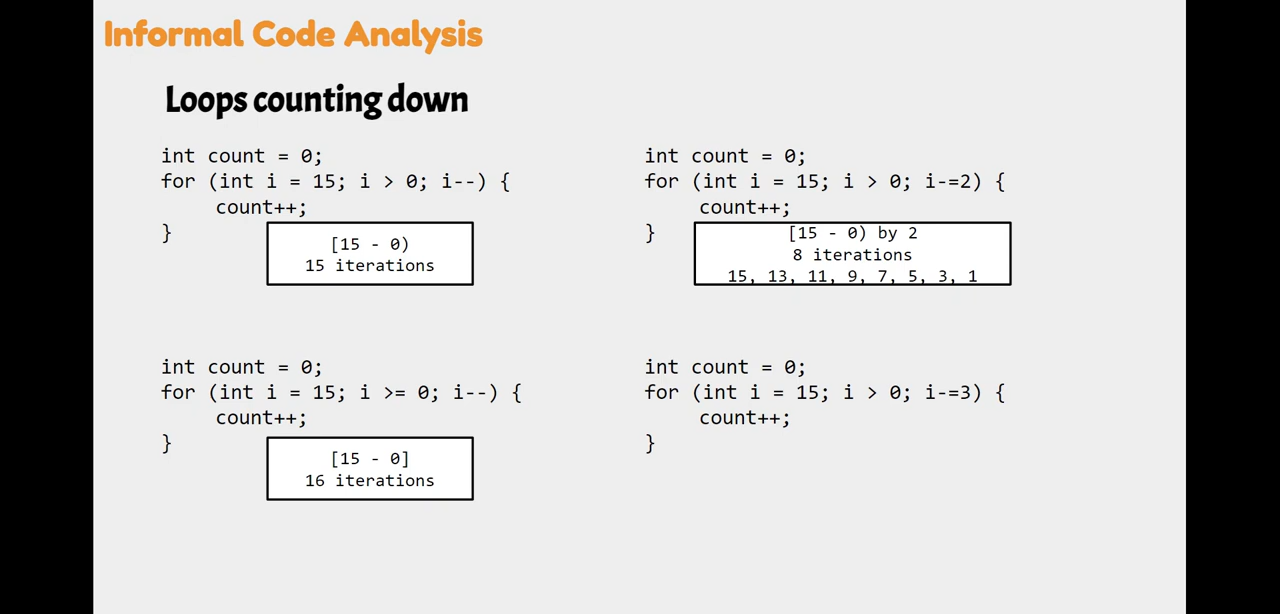 Informal Code Analysis
Loops counting down
int count = 0;
for (int i = 15; i > 0; i--) {
count++;
}
[15 - 0)
15 iterations
int count = 0;
for (int i = 15; i > 0; i-=2) {
count++;
}
[15 - 0) by 2
8 iterations
15, 13, 11, 9, 7, 5, 3, 1
int count = 0;
for (int i = 15; i >= 0; i--) {
count++;
}
[15 - 0]
16 iterations
int count = 0;
for (int i = 15; i > 0; i-=3) {
count++;
}